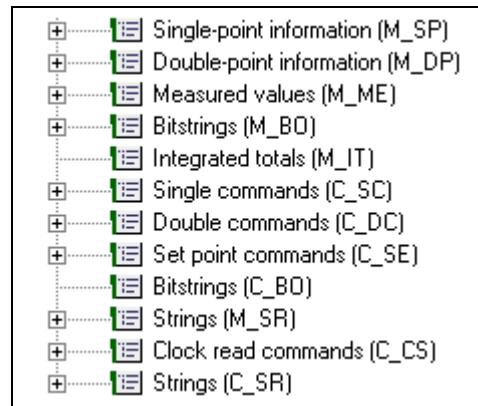 Single-point information (M_SP)
Double-point information (M_DP)
Measured values (M_ME)
Bitstrings (M_BO)
Integrated totals (M_IT)
Single commands (C_SC)
Double commands (C_DC)
Set point commands (C_SE)
Bitstrings (C_BO)
Strings (M_SR)
Clock read commands (C_CS)
Strings (C_SR)